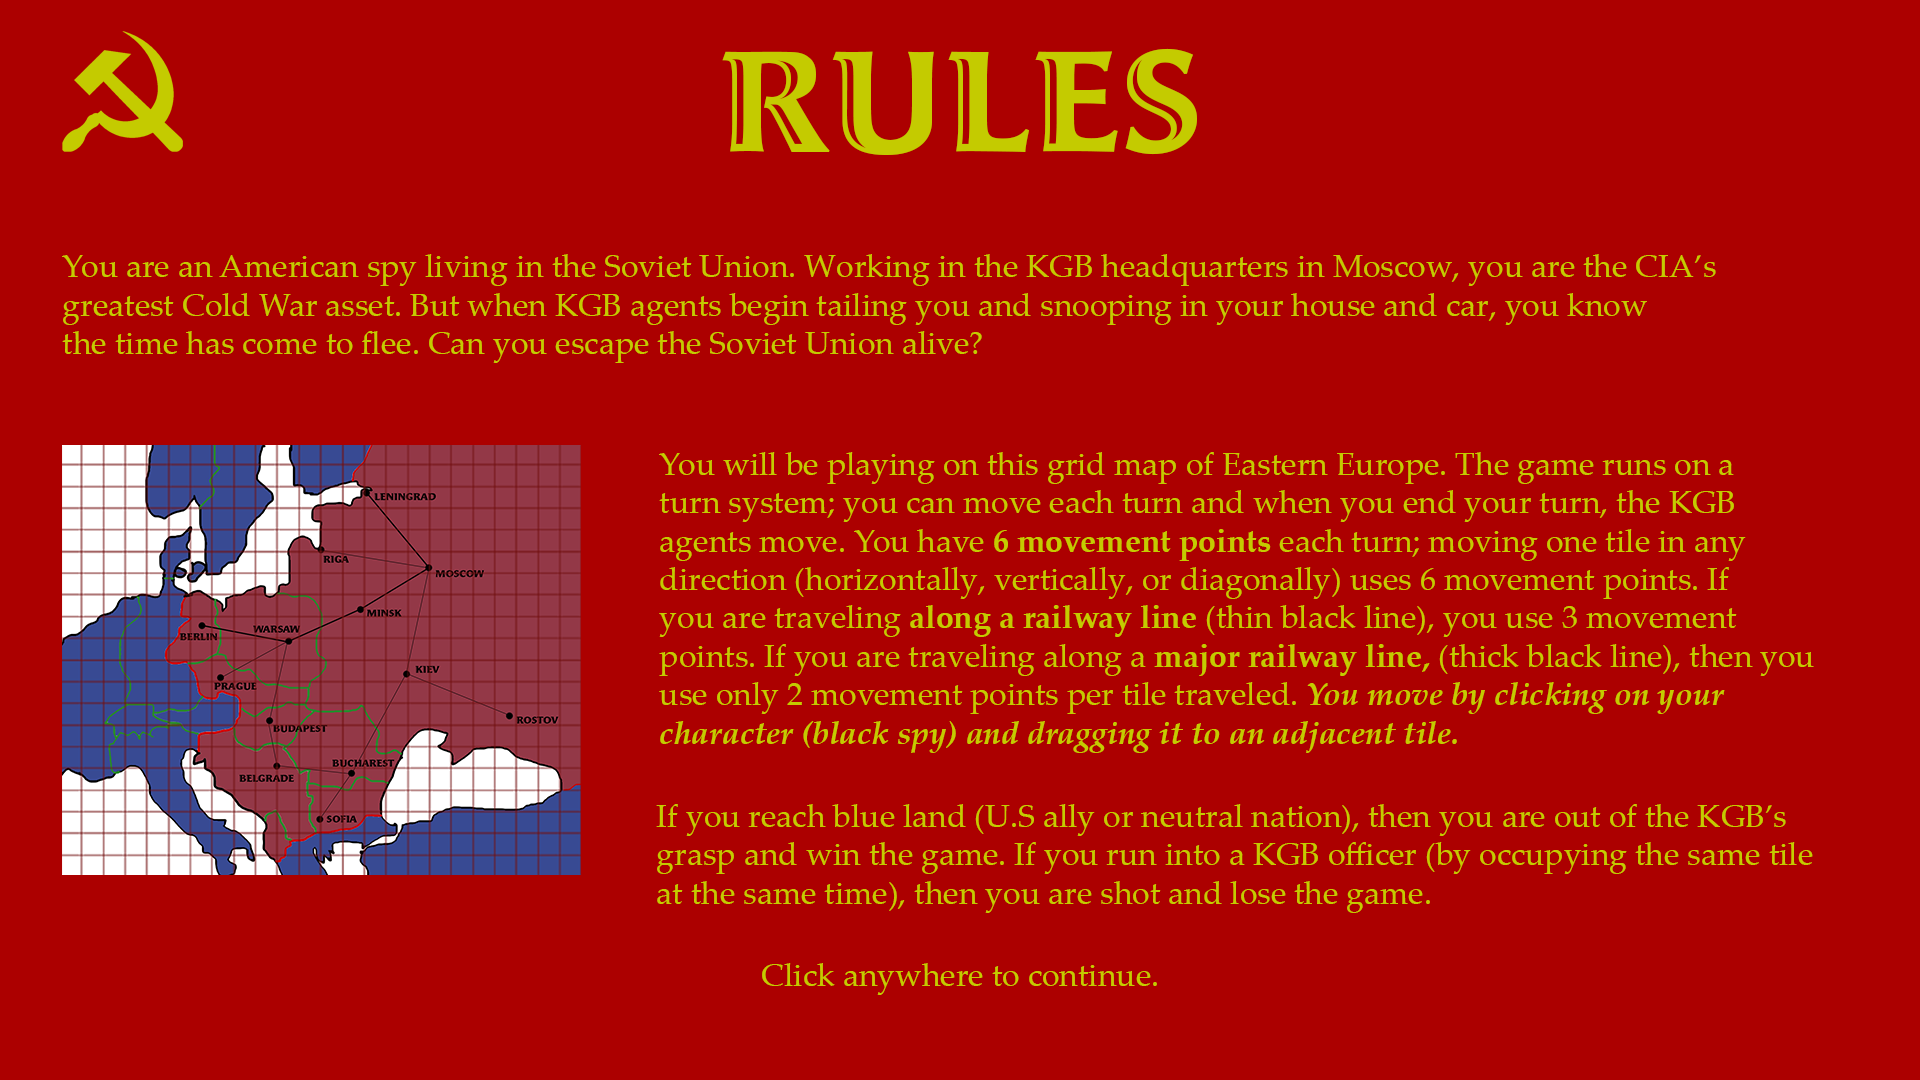 RULES
You are an American spy living in the Soviet Union. Working in the KGB headquarters in Moscow, you are the CIA’s
greatest Cold War asset. But when KGB agents begin tailing you and snooping in your house and car, you know
the time has come to flee. Can you escape the Soviet Union alive?
LENINGRAD
RIGA
MOSCOW
MINSK
WARSAW
BERLIN
KIEV
PRAGUE
ROSTOV
BUDAPEST
BUCHAREST
BELGRADE
SOFIA
You will be playing on this grid map of Eastern Europe. The game runs on a
turn system; you can move each turn and when you end your turn, the KGB
agents move. You have 6 movement points each turn; moving one tile in any
direction (horizontally, vertically, or diagonally) uses 6 movement points. If
you are traveling along a railway line (thin black line), you use 3 movement
points. If you are traveling along a major railway line, (thick black line), then you
use only 2 movement points per tile traveled. You move by clicking on your
character (black spy) and dragging it to an adjacent tile.
If you reach blue land (U.S ally or neutral nation), then you are out of the KGB’s
grasp and win the game. If you run into a KGB officer (by occupying the same tile
at the same time), then you are shot and lose the game.
Click anywhere to continue.